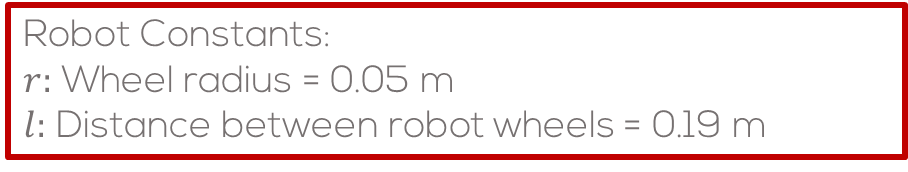 Robot Constants:
r: Wheel radius = 0.05 m
l: Distance between robot wheels = 0.19 m